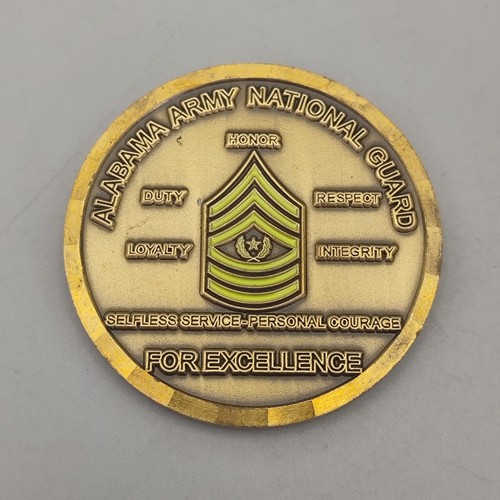 ALABAMA ARMY NATIONAL GUARD
HONOR
DUTY
RESPECT
LOYALTY
INTEGRITY
SELFLESS SERVICE-PERSONAL COURAGE
FOR EXCELLENCE